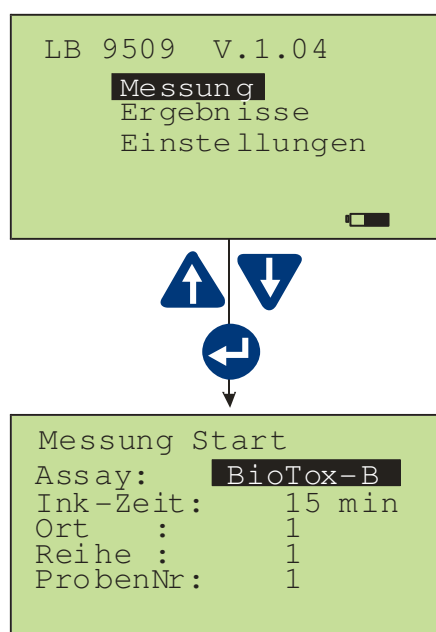 LB 9509 V.1.04
Messung
Ergebnisse
Einstellungen
Messung Start
Assay: BioTox-B
Ink-Zeit: 15 min
Ort : 1
Reihe : 1
ProbenNr: 1